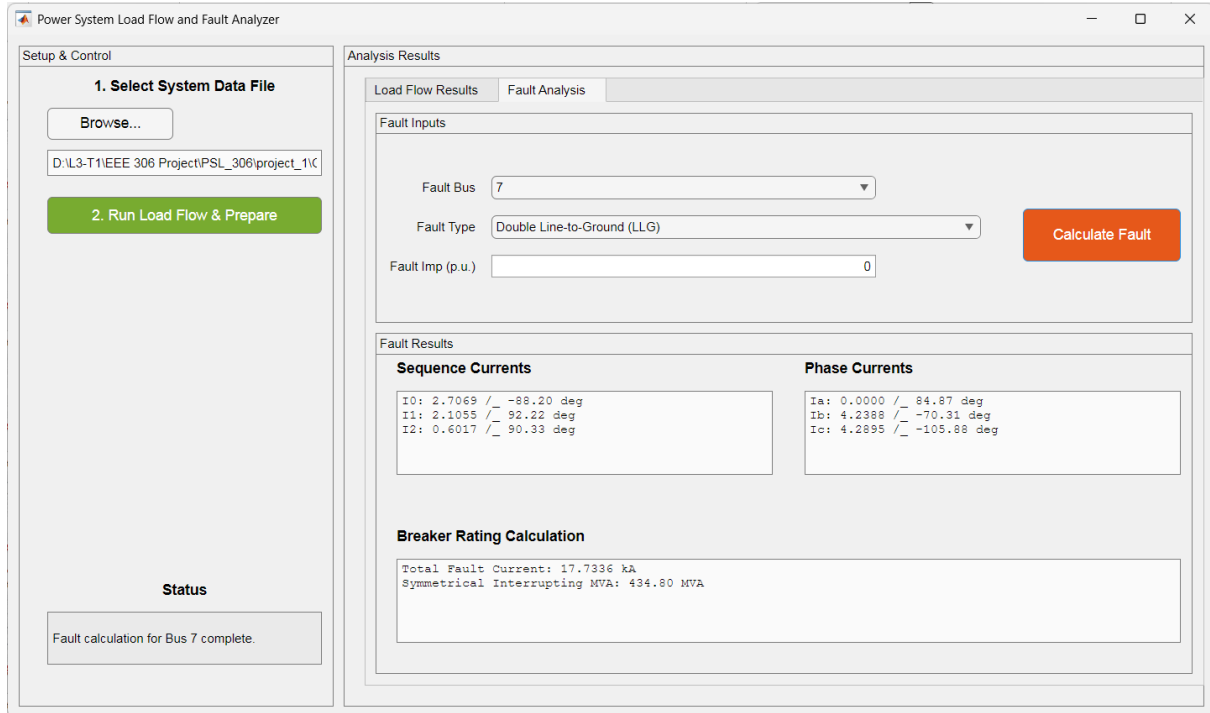 Power System Load Flow and Fault Analyzer
Setup & Control
1. Select System Data File
Browse...
D:\L3-T1\EEE 306 Project\PSL_306\project_1\C
2. Run Load Flow & Prepare
Status
Fault calculation for Bus 7 complete.
Analysis Results
Load Flow Results
Fault Analysis
Fault Inputs
Fault Bus 7
Fault Type Double Line-to-Ground (LLG)
Fault Imp (p.u.) 0
Calculate Fault
Fault Results
Sequence Currents
I0: 2.7069 /_ -88.20 deg
I1: 2.1055 /_ 92.22 deg
I2: 0.6017 /_ 90.33 deg
Phase Currents
Ia: 0.0000 /_ 84.87 deg
Ib: 4.2388 /_ -70.31 deg
Ic: 4.2895 /_ -105.88 deg
Breaker Rating Calculation
Total Fault Current: 17.7336 kA
Symmetrical Interrupting MVA: 434.80 MVA